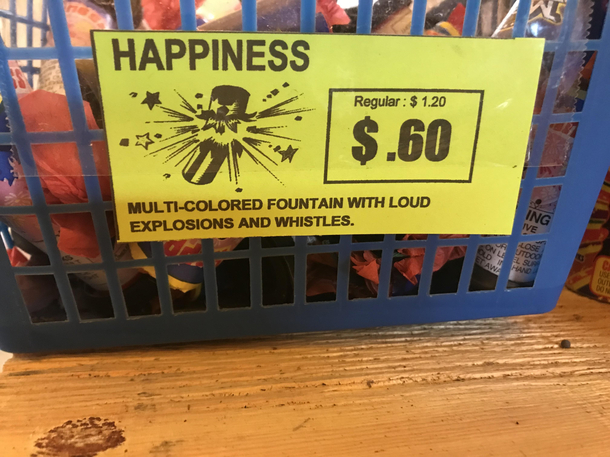 HAPPINESS
Regular : $ 1.20
$ .60
MULTI-COLORED FOUNTAIN WITH LOUD
EXPLOSIONS AND WHISTLES.